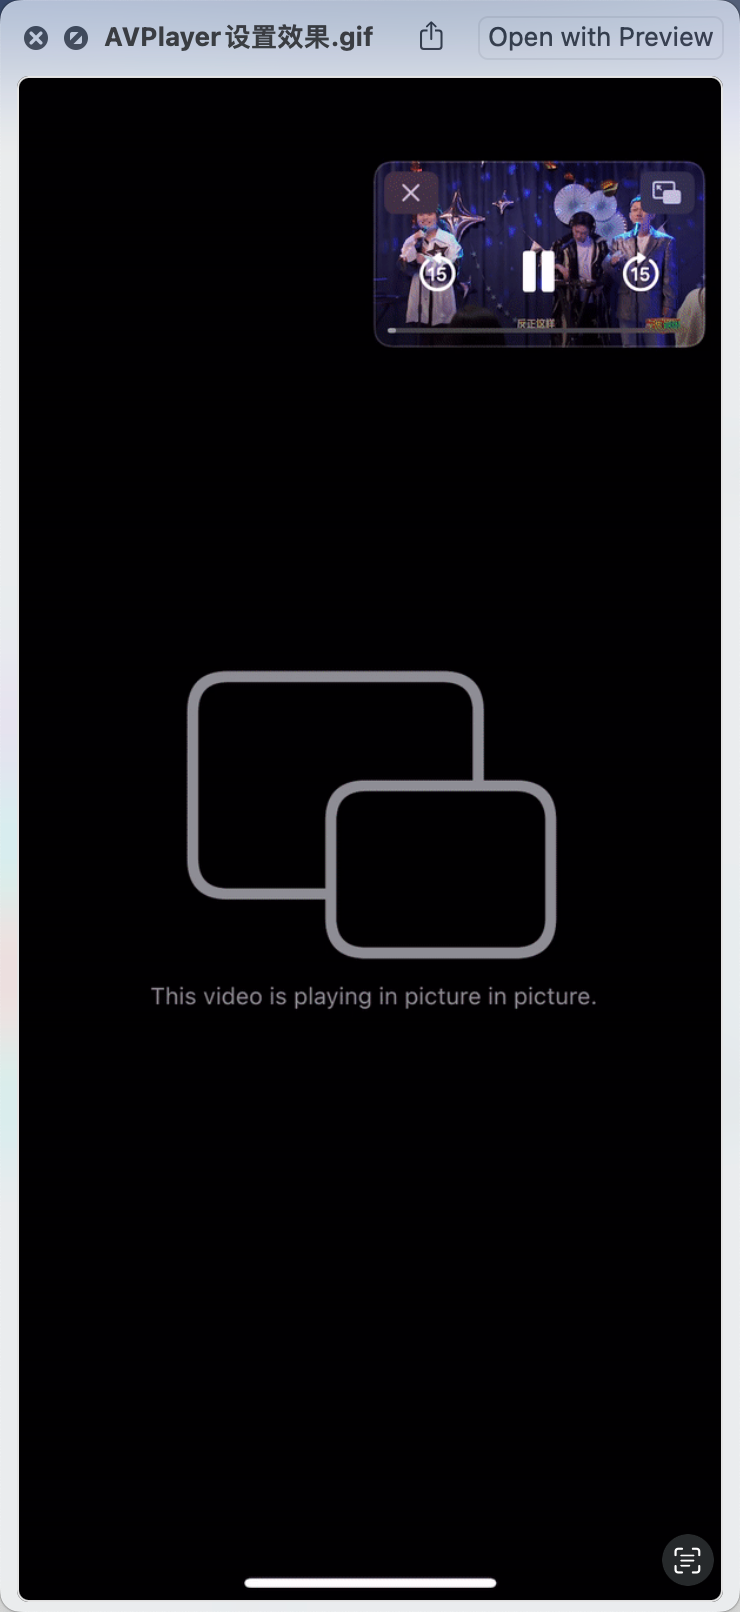 AVPlayer设置效果.gif
Open with Preview
15
15
反正这样
This video is playing in picture in picture.